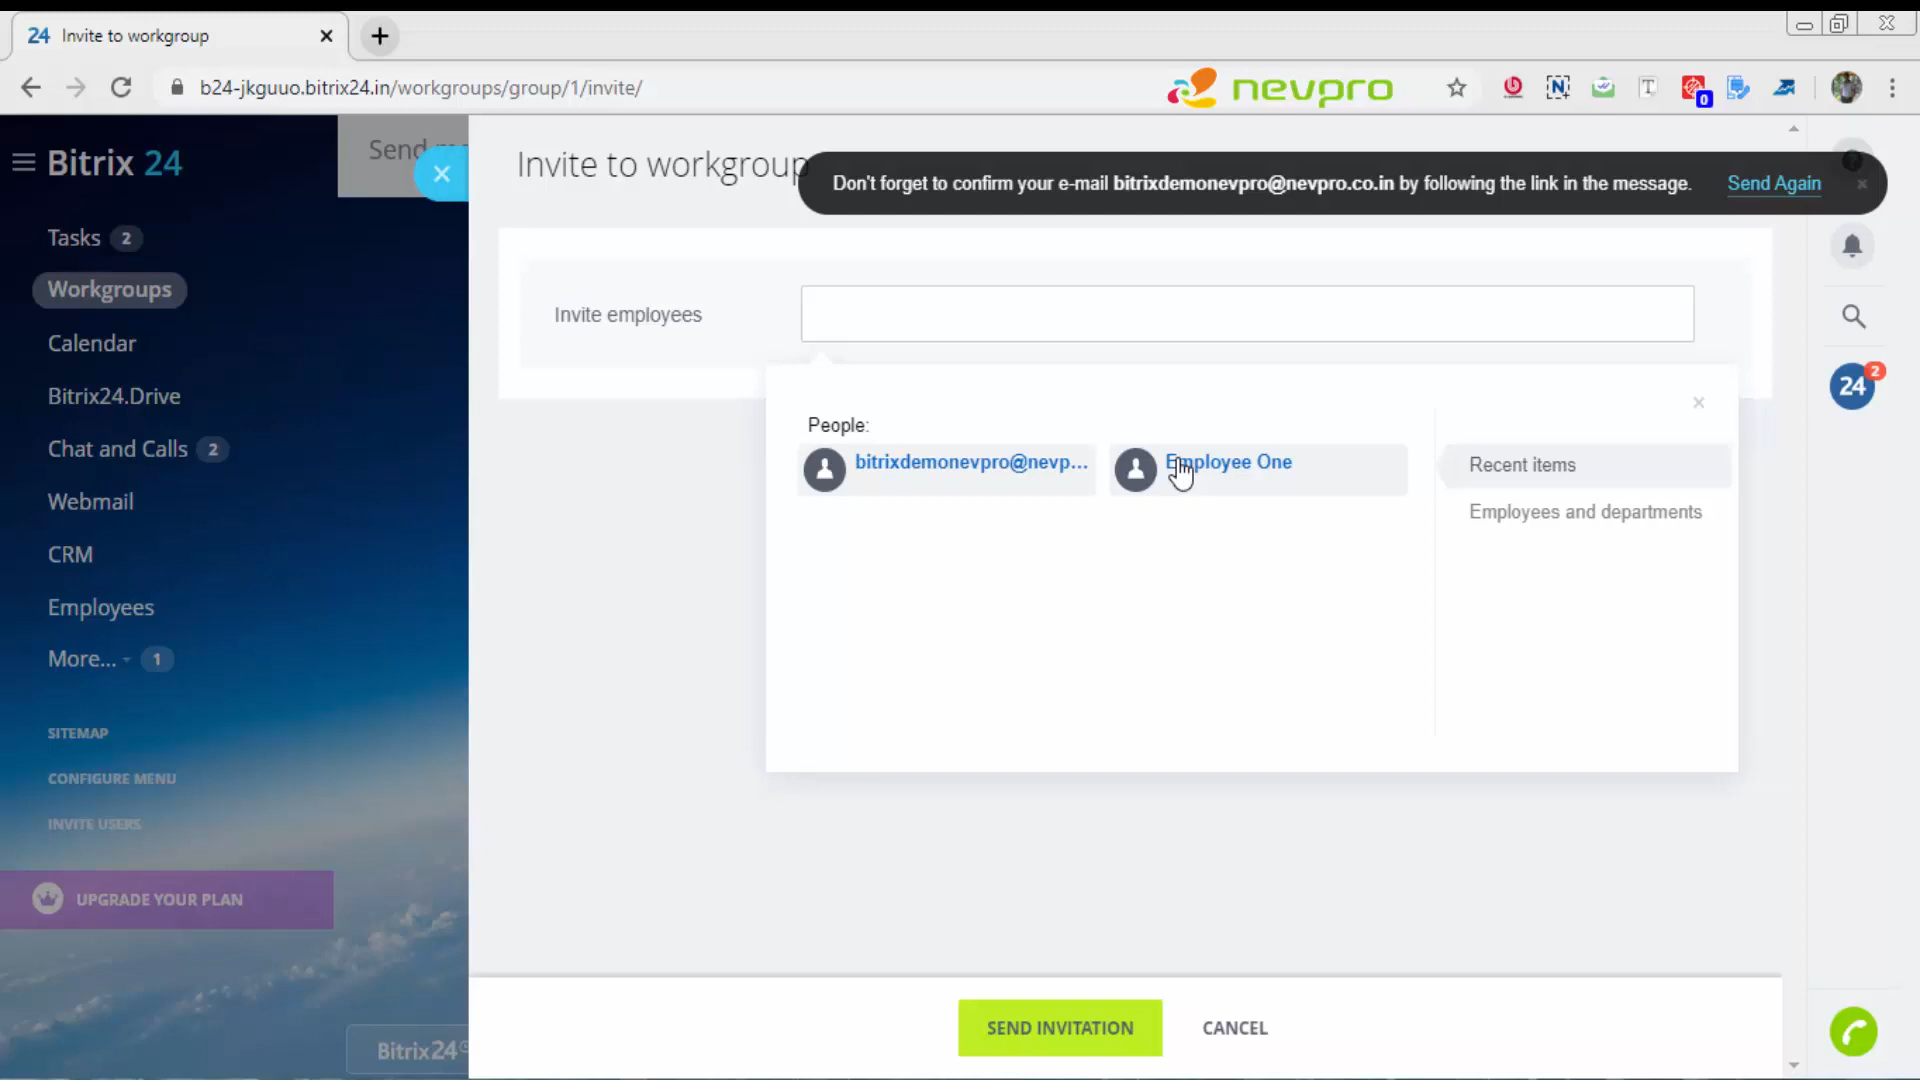 24 Invite to workgroup
b24-jkguuo.bitrix24.in/workgroups/group/1/invite/
nevpro
N
T
0
Bitrix 24
Send
Invite to workgroup
Don't forget to confirm your e-mail bitrixdemonevpro@nevpro.co.in by following the link in the message. Send Again
Tasks 2
Workgroups
Calendar
Bitrix24.Drive
Chat and Calls 2
Webmail
CRM
Employees
More... 1
SITEMAP
CONFIGURE MENU
INVITE USERS
UPGRADE YOUR PLAN
Bitrix24
Invite employees
People:
bitrixdemonevpro@nevp...
Employee One
Recent items
Employees and departments
24 2
SEND INVITATION
CANCEL